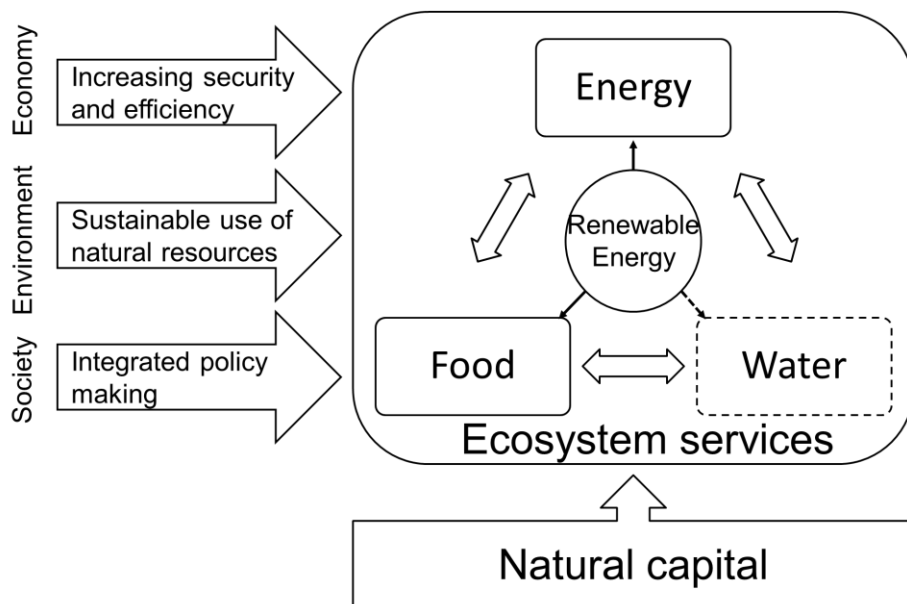 Economy
Increasing security
and efficiency
Environment
Sustainable use of
natural resources
Society
Integrated policy
making
Energy
Renewable
Energy
Food
Water
Ecosystem services
Natural capital